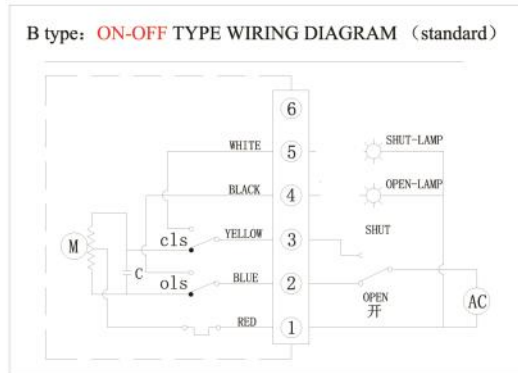 B type: ON-OFF TYPE WIRING DIAGRAM （standard）
6
WHITE 5 SHUT-LAMP
BLACK 4 OPEN-LAMP
cls YELLOW 3 SHUT
M C
ols BLUE 2
OPEN AC
开
RED 1